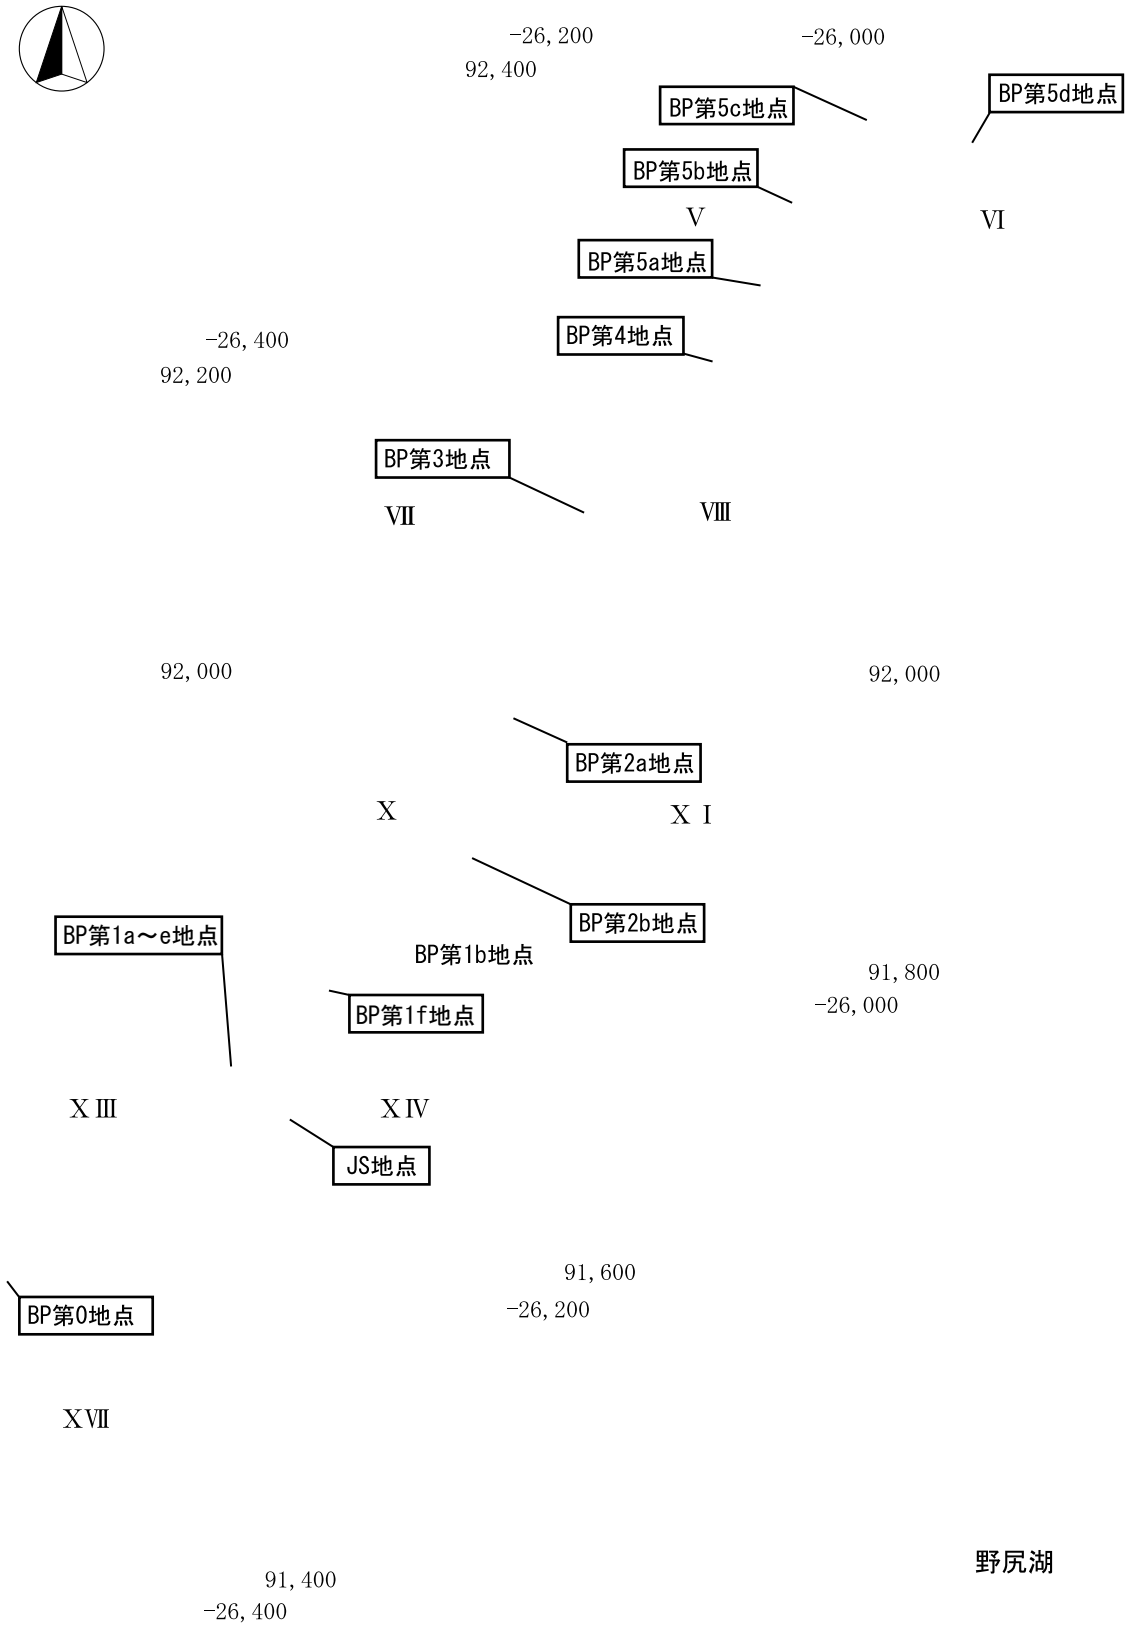 -26,200
-26,000
92,400
BP第5c地点
BP第5d地点
BP第5b地点
Ⅴ
Ⅵ
BP第5a地点
BP第4地点
-26,400
92,200
BP第3地点
Ⅶ
Ⅷ
92,000
92,000
BP第2a地点
Ⅹ
ⅩⅠ
BP第2b地点
BP第1a～e地点
BP第1b地点
91,800
-26,000
BP第1f地点
ⅩⅢ
ⅩⅣ
JS地点
91,600
-26,200
BP第0地点
ⅩⅦ
野尻湖
91,400
-26,400